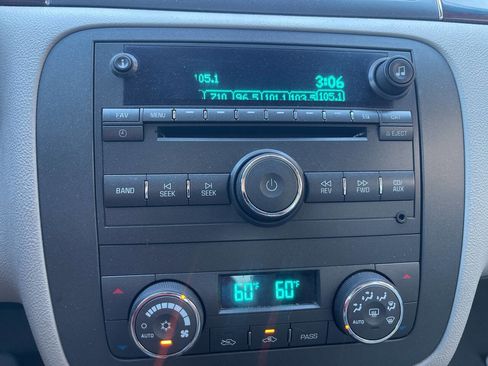 105.1 3:06
710 96.5 101.1 103.5 105.1
FAV MENU CAT
EJECT
BAND SEEK SEEK REV FWD CD/AUX
60°F 60°F
AUTO AUTO
PASS